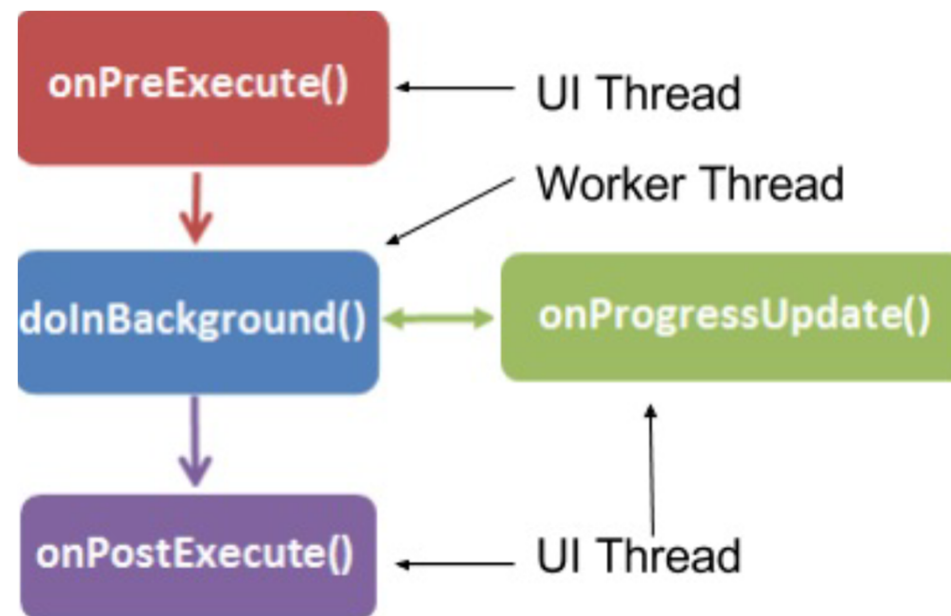 onPreExecute()
UI Thread
Worker Thread
doInBackground()
onProgressUpdate()
onPostExecute()
UI Thread